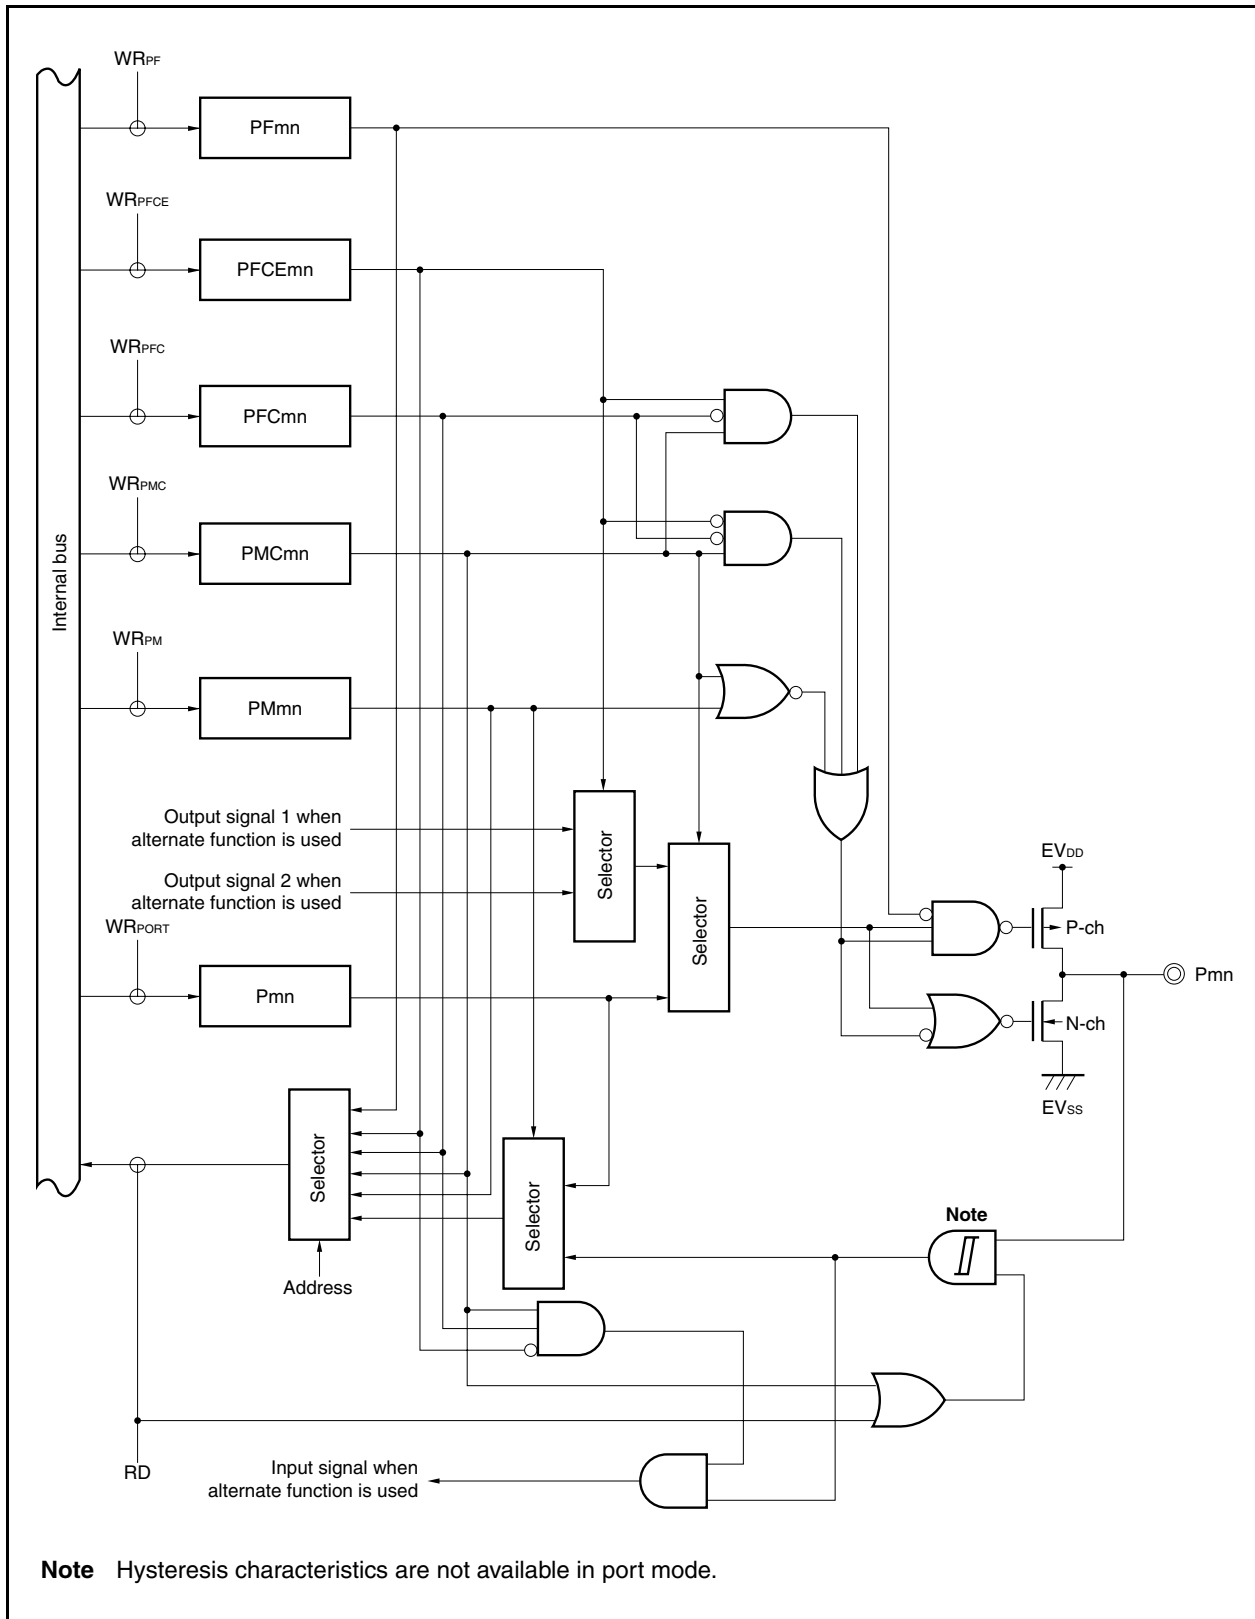 WRPF
PFmn
WRPFCE
PFCEmn
WRPFC
PFCmn
WRPMC
PMCmn
Internal bus
WRPM
PMmn
Output signal 1 when
alternate function is used
Selector
Output signal 2 when
alternate function is used
Selector
EVDD
P-ch
WRPORT
Pmn
Pmn
N-ch
EVSS
Selector
Selector
Note
Address
RD
Input signal when
alternate function is used
Note Hysteresis characteristics are not available in port mode.